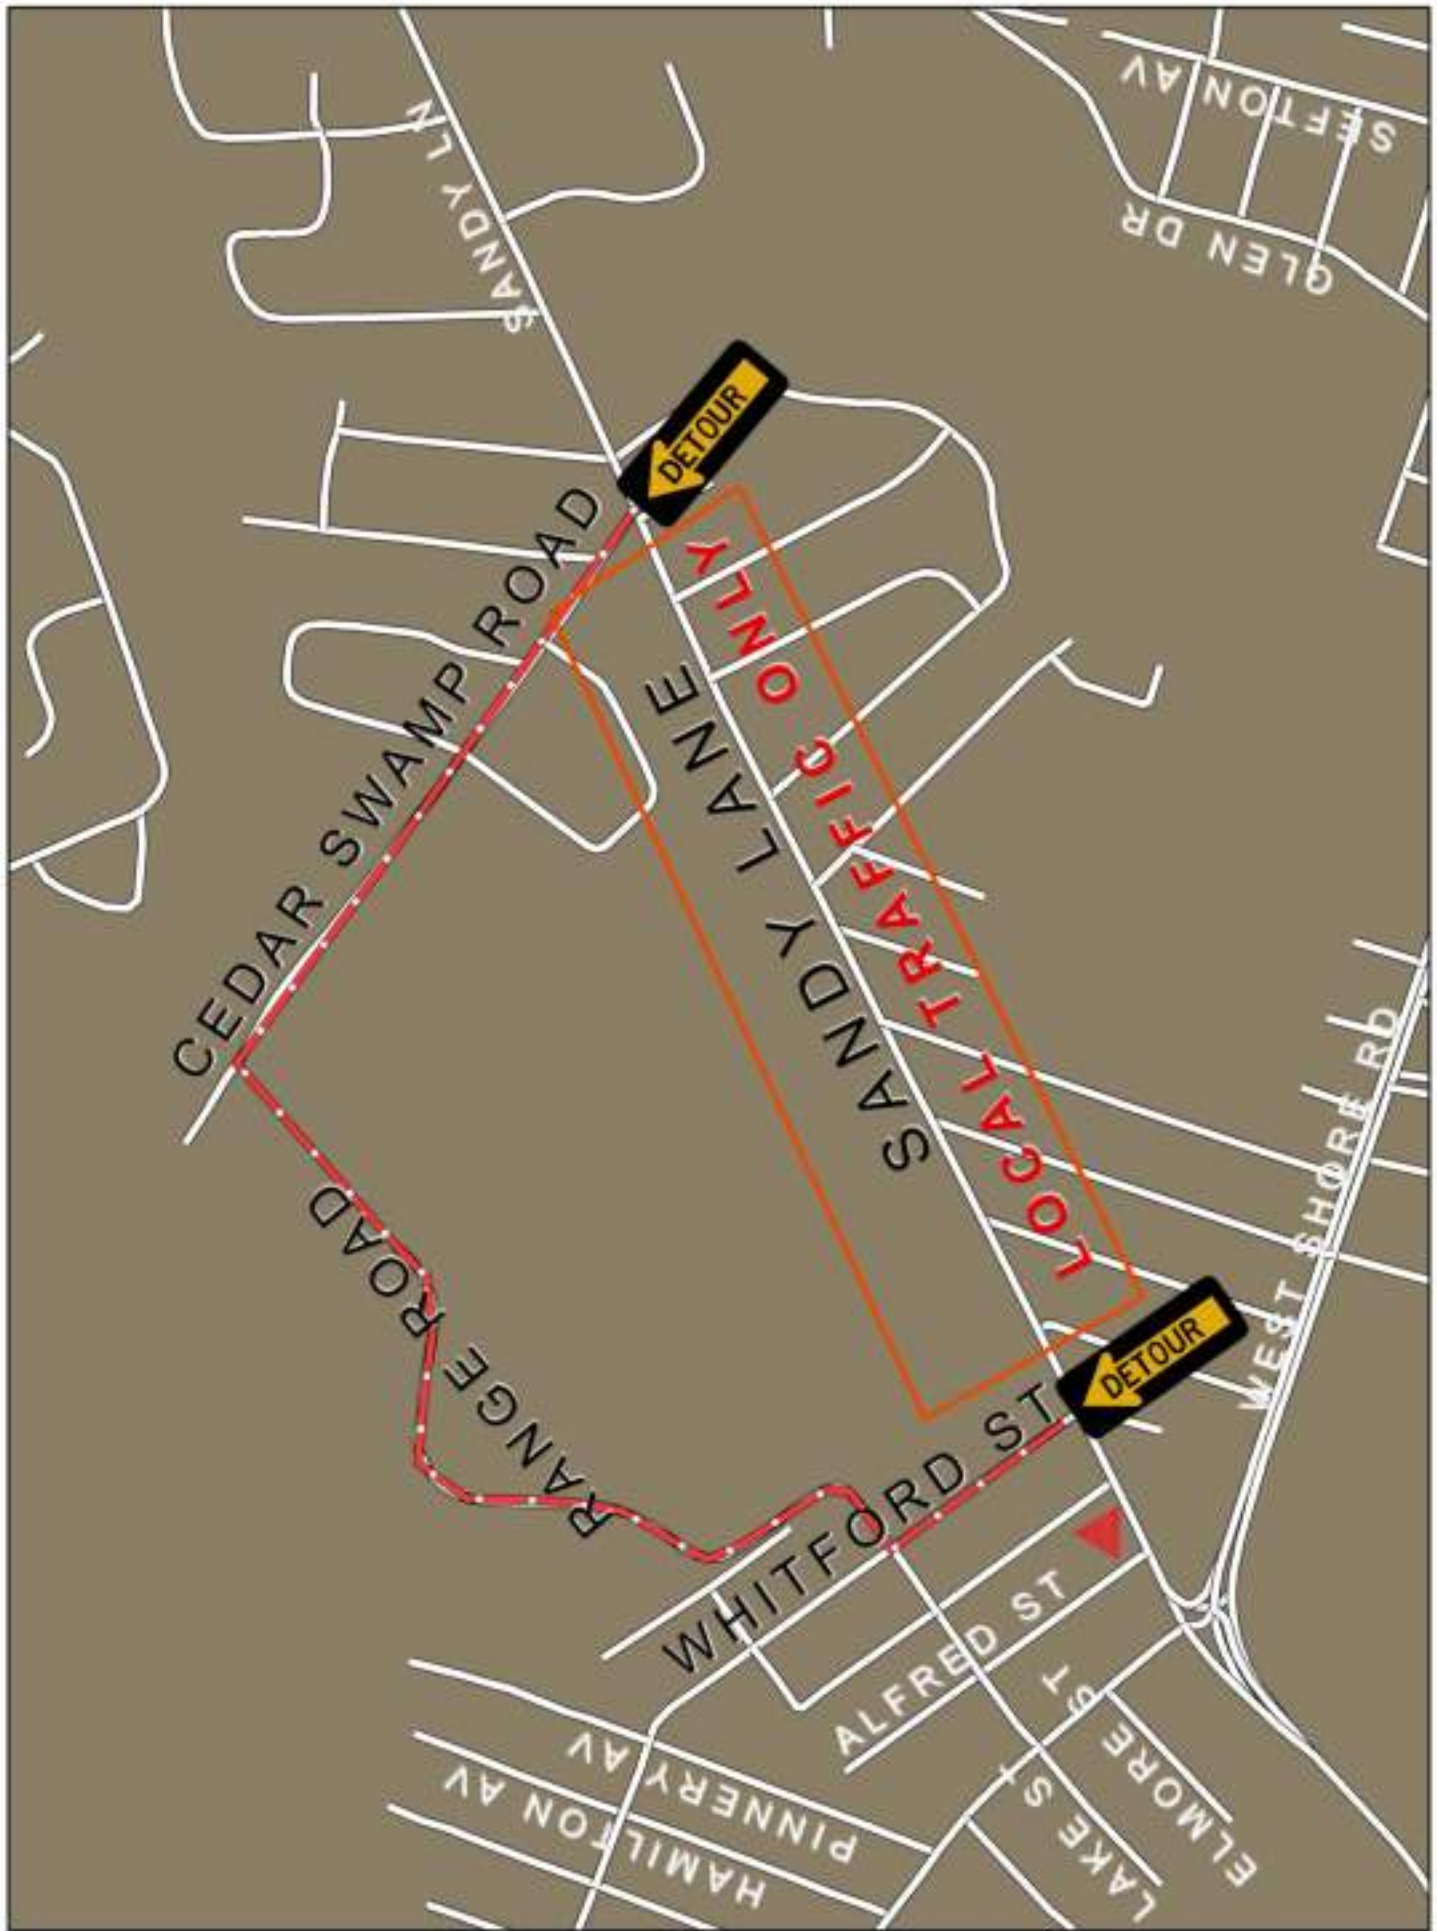 SEFTON AV
SANDY LN
GLEN DR
DETOUR
CEDAR SWAMP ROAD
LOCAL TRAFFIC ONLY
SANDY LANE
WEST SHORE RD
RANGE ROAD
DETOUR
WHITFORD ST
ALFRED ST
ELMORE ST
LAKE ST
PINNERY AV
HAMILTON AV